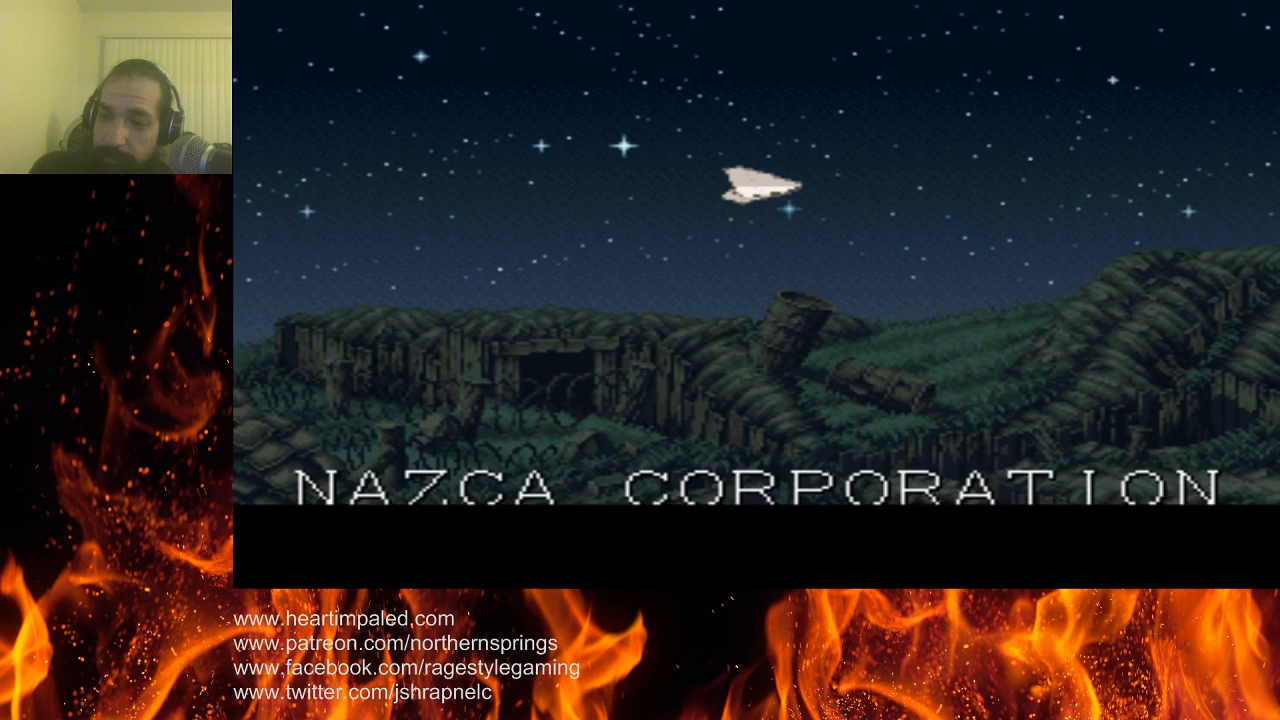 NAZCA CORPORATION
www.heartimpaled.com
www.patreon.com/northernsprings
www,facebook.com/ragestylegaming
www.twitter.com/jshrapnelc